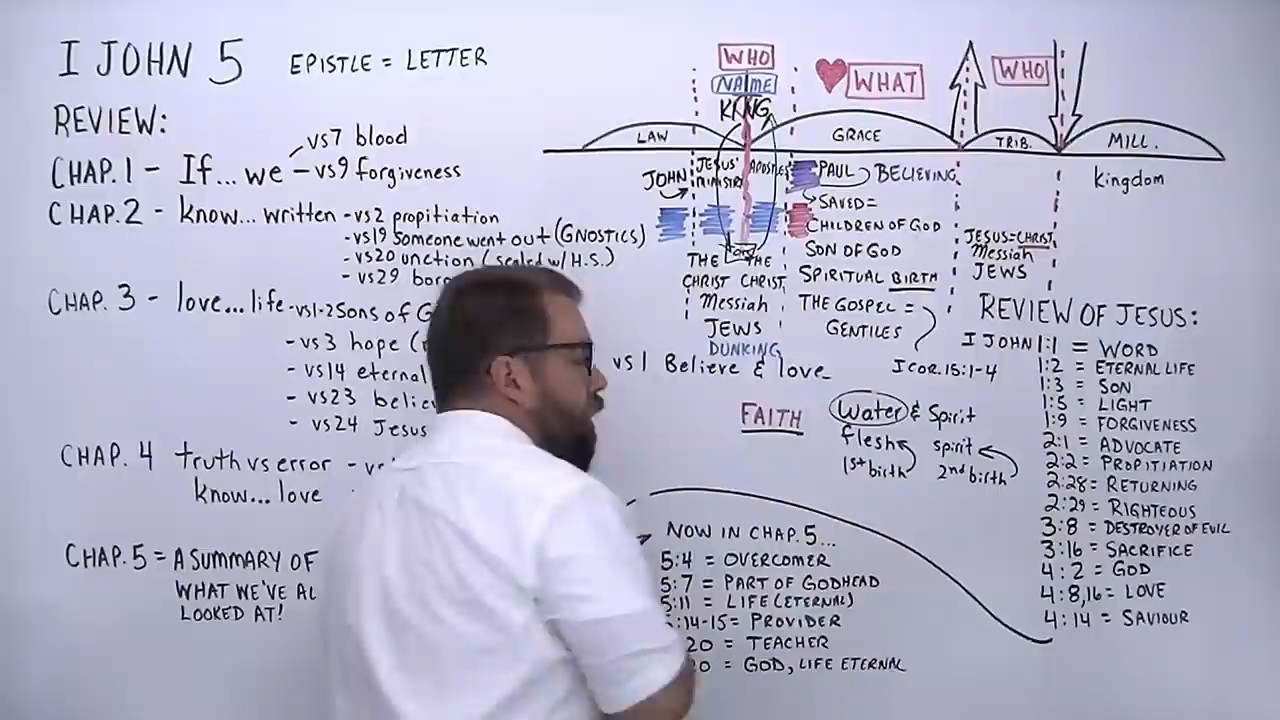 I JOHN 5 EPISTLE = LETTER
REVIEW:
CHAP. 1 - If... we - vs7 blood
- vs9 forgiveness
CHAP. 2 - know... written - vs2 propitiation
- vs19 Someone went out (GNOSTICS)
- vs20 unction (sealed w/ H.S.)
- vs29
CHAP. 3 - love... life - vs1-2 Sons of
- vs3 hope
- vs14 eternal
- vs23
- vs24 Jesus
CHAP. 4 truth vs error -
know... love
CHAP. 5 = A SUMMARY OF
WHAT WE'VE
LOOKED AT!
WHO
NAME
KING
WHAT
WHO
LAW
GRACE
TRIB.
MILL.
Kingdom
JOHN
JESUS'
MINISTRY
APOSTLES
PAUL BELIEVING
SAVED =
CHILDREN OF GOD
SON OF GOD
SPIRITUAL BIRTH
THE GOSPEL =
GENTILES
I COR. 15:1-4
THE THE
CHRIST CHRIST
Messiah
JEWS
DUNKING
JESUS = CHRIST
Messiah
JEWS
vs1 Believe & love
FAITH
Water & Spirit
flesh spirit
1st birth 2nd birth
NOW IN CHAP. 5...
5:4 = OVERCOMER
5:7 = PART OF GODHEAD
5:11 = LIFE (ETERNAL)
:14-15 = PROVIDER
20 = TEACHER
20 = GOD, LIFE ETERNAL
REVIEW OF JESUS:
I JOHN 1:1 = WORD
1:2 = ETERNAL LIFE
1:3 = SON
1:5 = LIGHT
1:9 = FORGIVENESS
2:1 = ADVOCATE
2:2 = PROPITIATION
2:28 = RETURNING
2:29 = RIGHTEOUS
3:8 = DESTROYER OF EVIL
3:16 = SACRIFICE
4:2 = GOD
4:8,16 = LOVE
4:14 = SAVIOUR